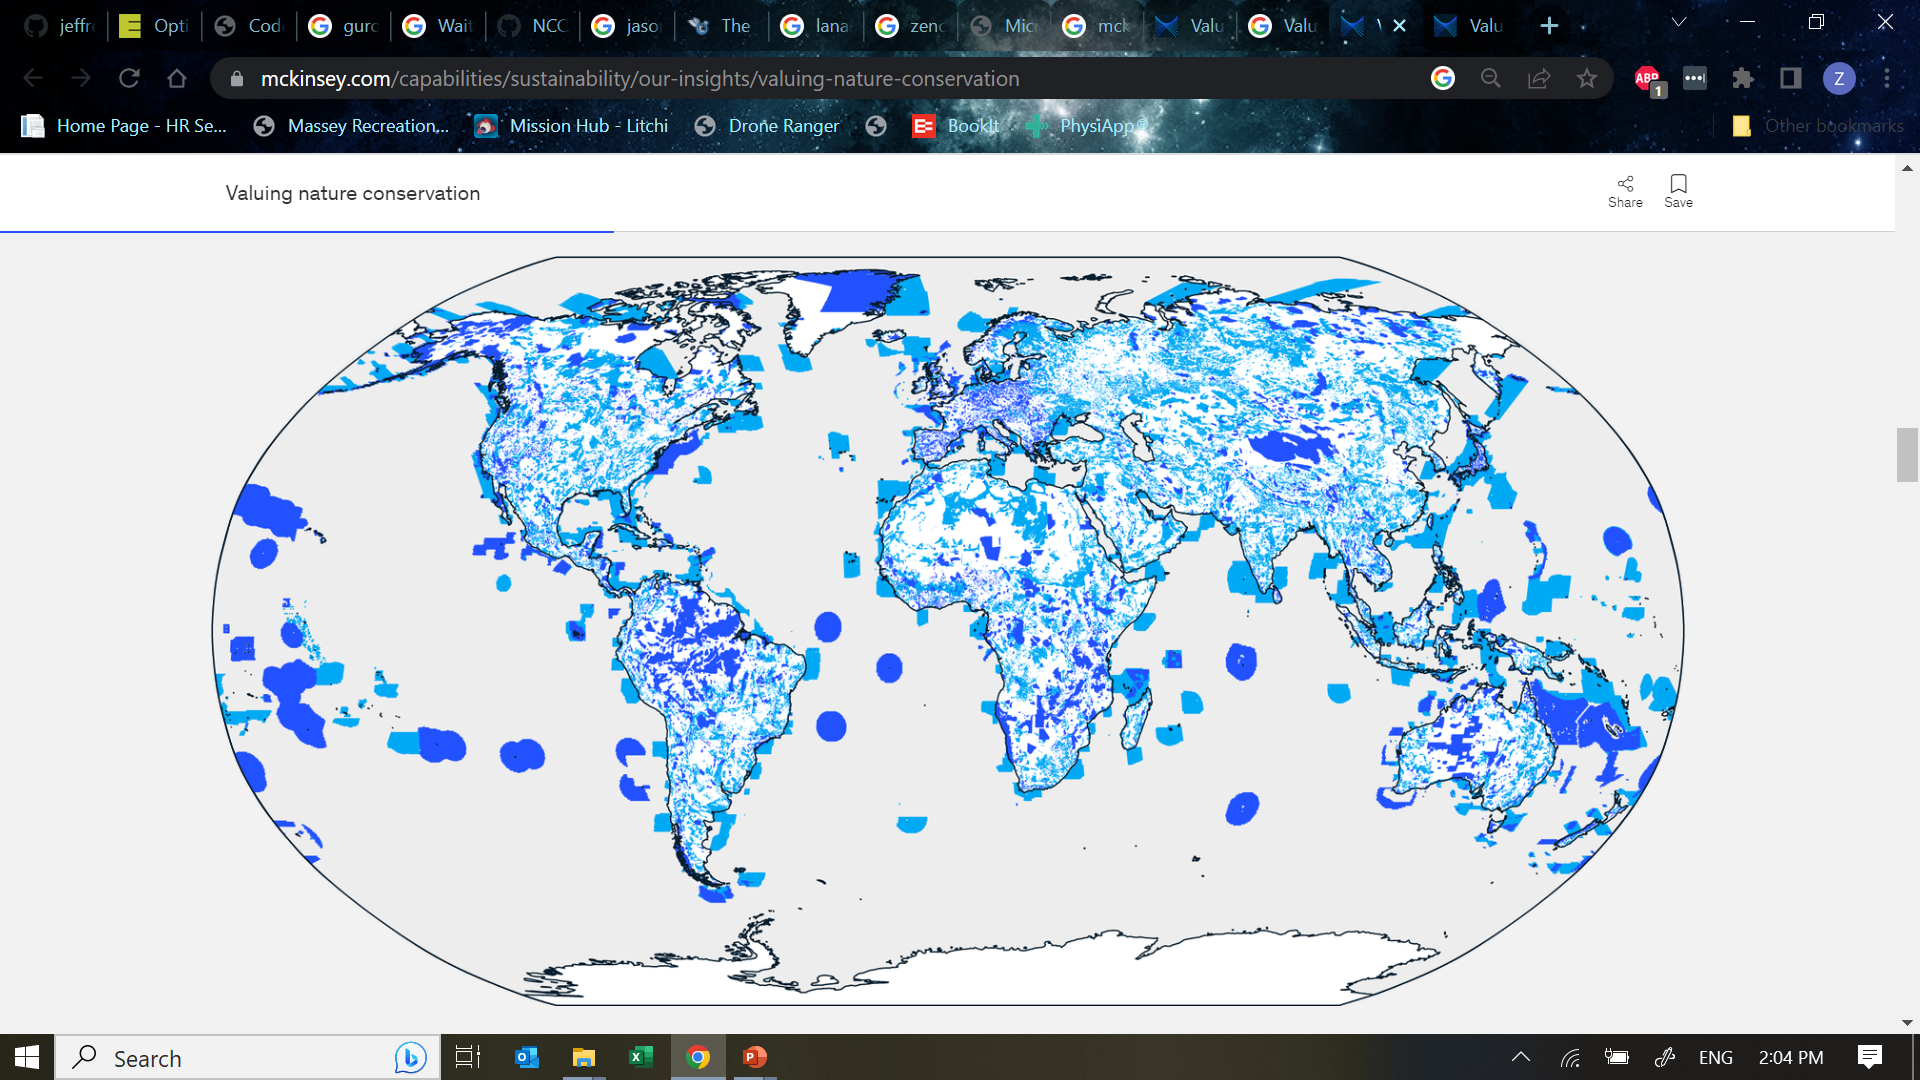 jeffr
Opti
Cod
gurc
Wait
NCC
jaso
The
lana
zenc
Mic
mck
Valu
Valu
V
Valu
mckinsey.com/capabilities/sustainability/our-insights/valuing-nature-conservation
ABP
1
Z
Home Page - HR Se...
Massey Recreation,...
Mission Hub - Litchi
Drone Ranger
BookIt
PhysiApp®
Other bookmarks
Valuing nature conservation
Share
Save
Search
ENG
2:04 PM